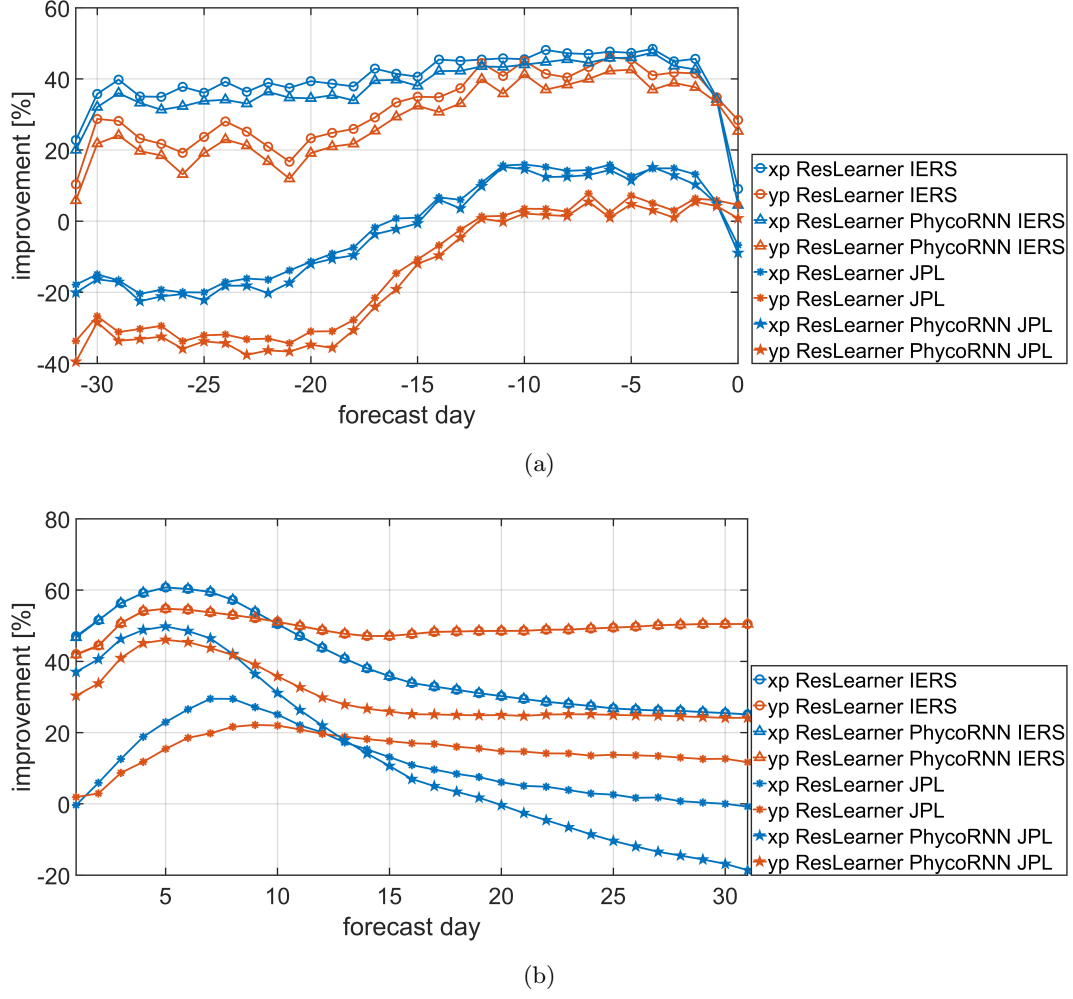 60
40
20
0
-20
-40
improvement [%]
-30 -25 -20 -15 -10 -5 0
forecast day
xp ResLearner IERS
yp ResLearner IERS
xp ResLearner PhycoRNN IERS
yp ResLearner PhycoRNN IERS
xp ResLearner JPL
yp ResLearner JPL
xp ResLearner PhycoRNN JPL
yp ResLearner PhycoRNN JPL
(a)
80
60
40
20
0
-20
improvement [%]
5 10 15 20 25 30
forecast day
xp ResLearner IERS
yp ResLearner IERS
xp ResLearner PhycoRNN IERS
yp ResLearner PhycoRNN IERS
xp ResLearner JPL
yp ResLearner JPL
xp ResLearner PhycoRNN JPL
yp ResLearner PhycoRNN JPL
(b)